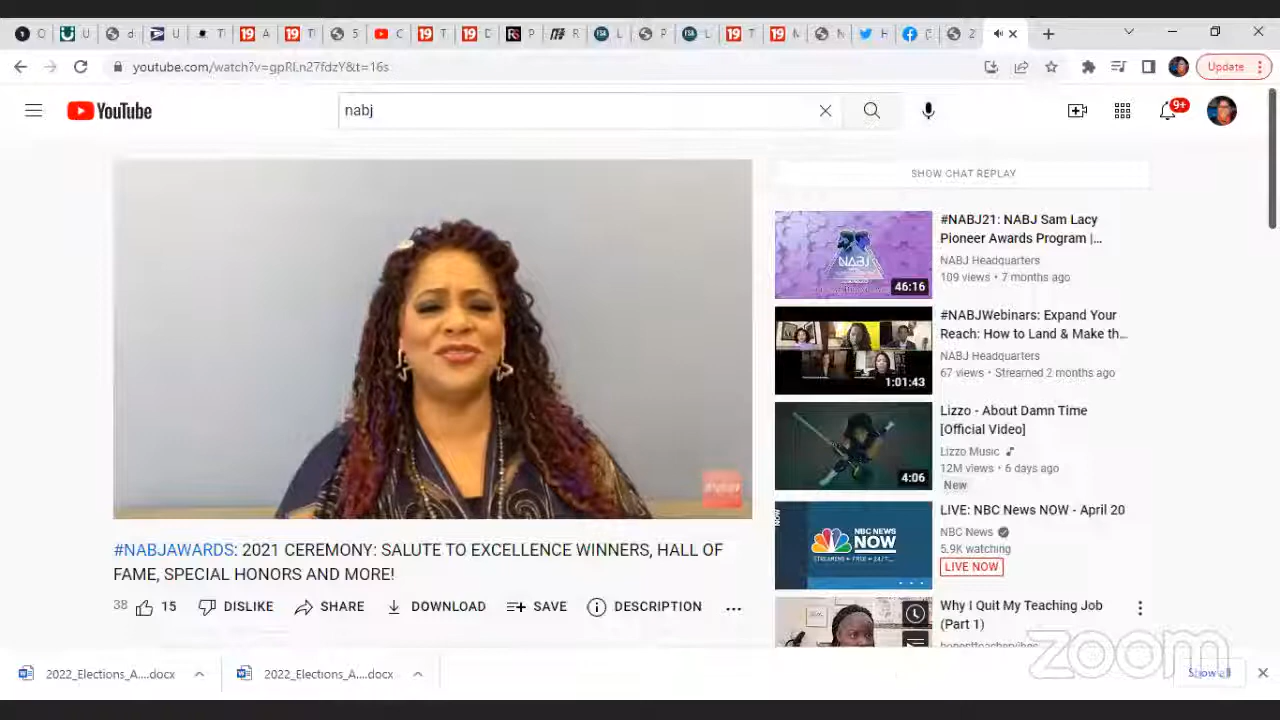 youtube.com/watch?v=gpRLn27fdzY&t=16s
Update
YouTube
nabj
9+
SHOW CHAT REPLAY
NABJ
46:16
#NABJ21: NABJ Sam Lacy
Pioneer Awards Program |...
NABJ Headquarters
109 views • 7 months ago
1:01:43
#NABJWebinars: Expand Your
Reach: How to Land & Make th...
NABJ Headquarters
67 views • Streamed 2 months ago
4:06
Lizzo - About Damn Time
[Official Video]
Lizzo Music
12M views • 6 days ago
New
NBC NEWS
NOW
LIVE: NBC News NOW - April 20
NBC News
5.9K watching
LIVE NOW
Why I Quit My Teaching Job
(Part 1)
#NABJAWARDS: 2021 CEREMONY: SALUTE TO EXCELLENCE WINNERS, HALL OF
FAME, SPECIAL HONORS AND MORE!
38 15 DISLIKE SHARE DOWNLOAD SAVE DESCRIPTION
zoom
2022_Elections_A....docx 2022_Elections_A....docx Show all